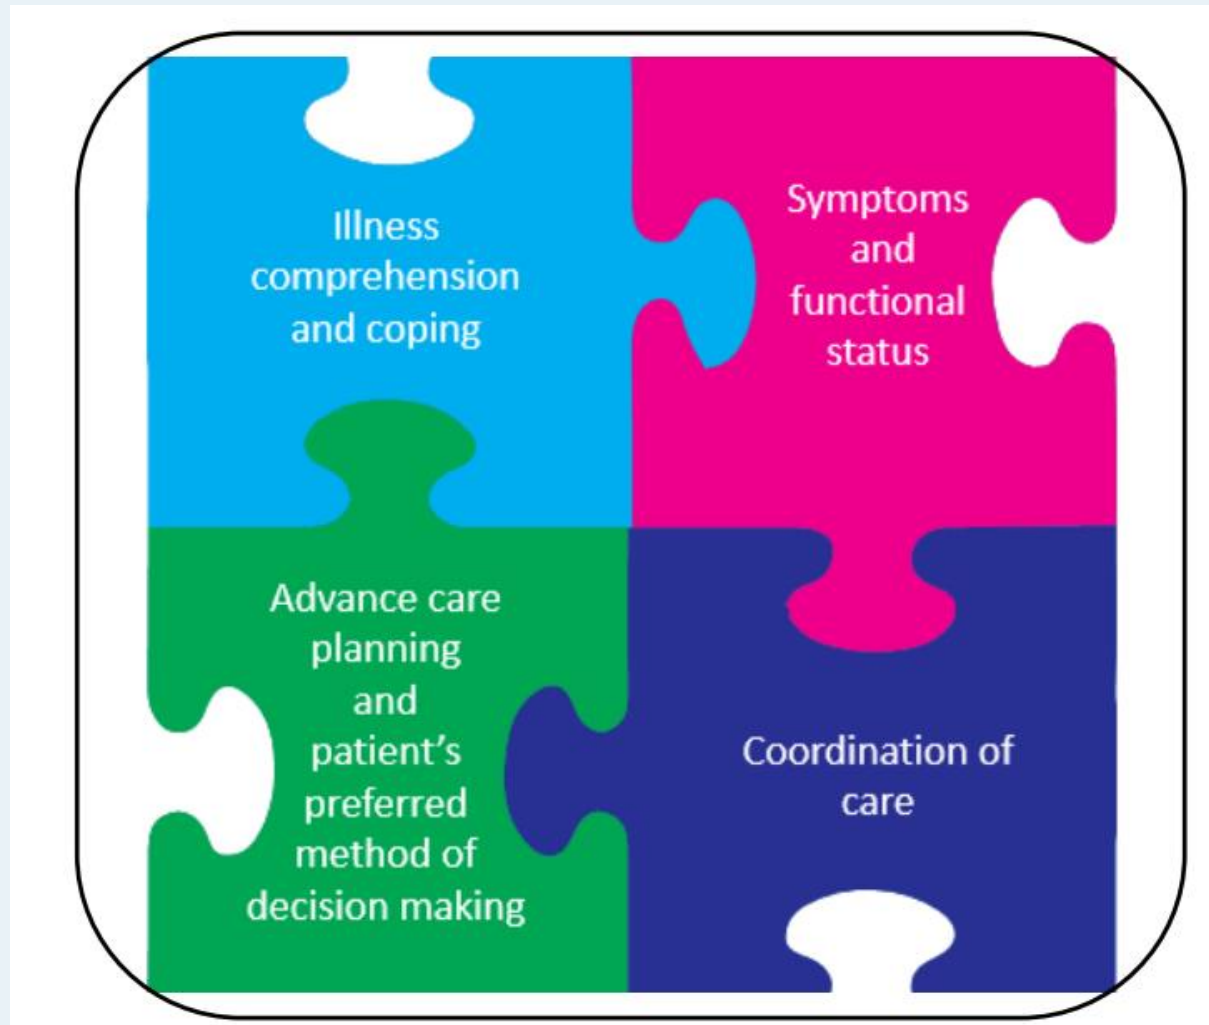 Illness
comprehension
and coping
Symptoms
and
functional
status
Advance care
planning
and
patient’s
preferred
method of
decision making
Coordination of
care